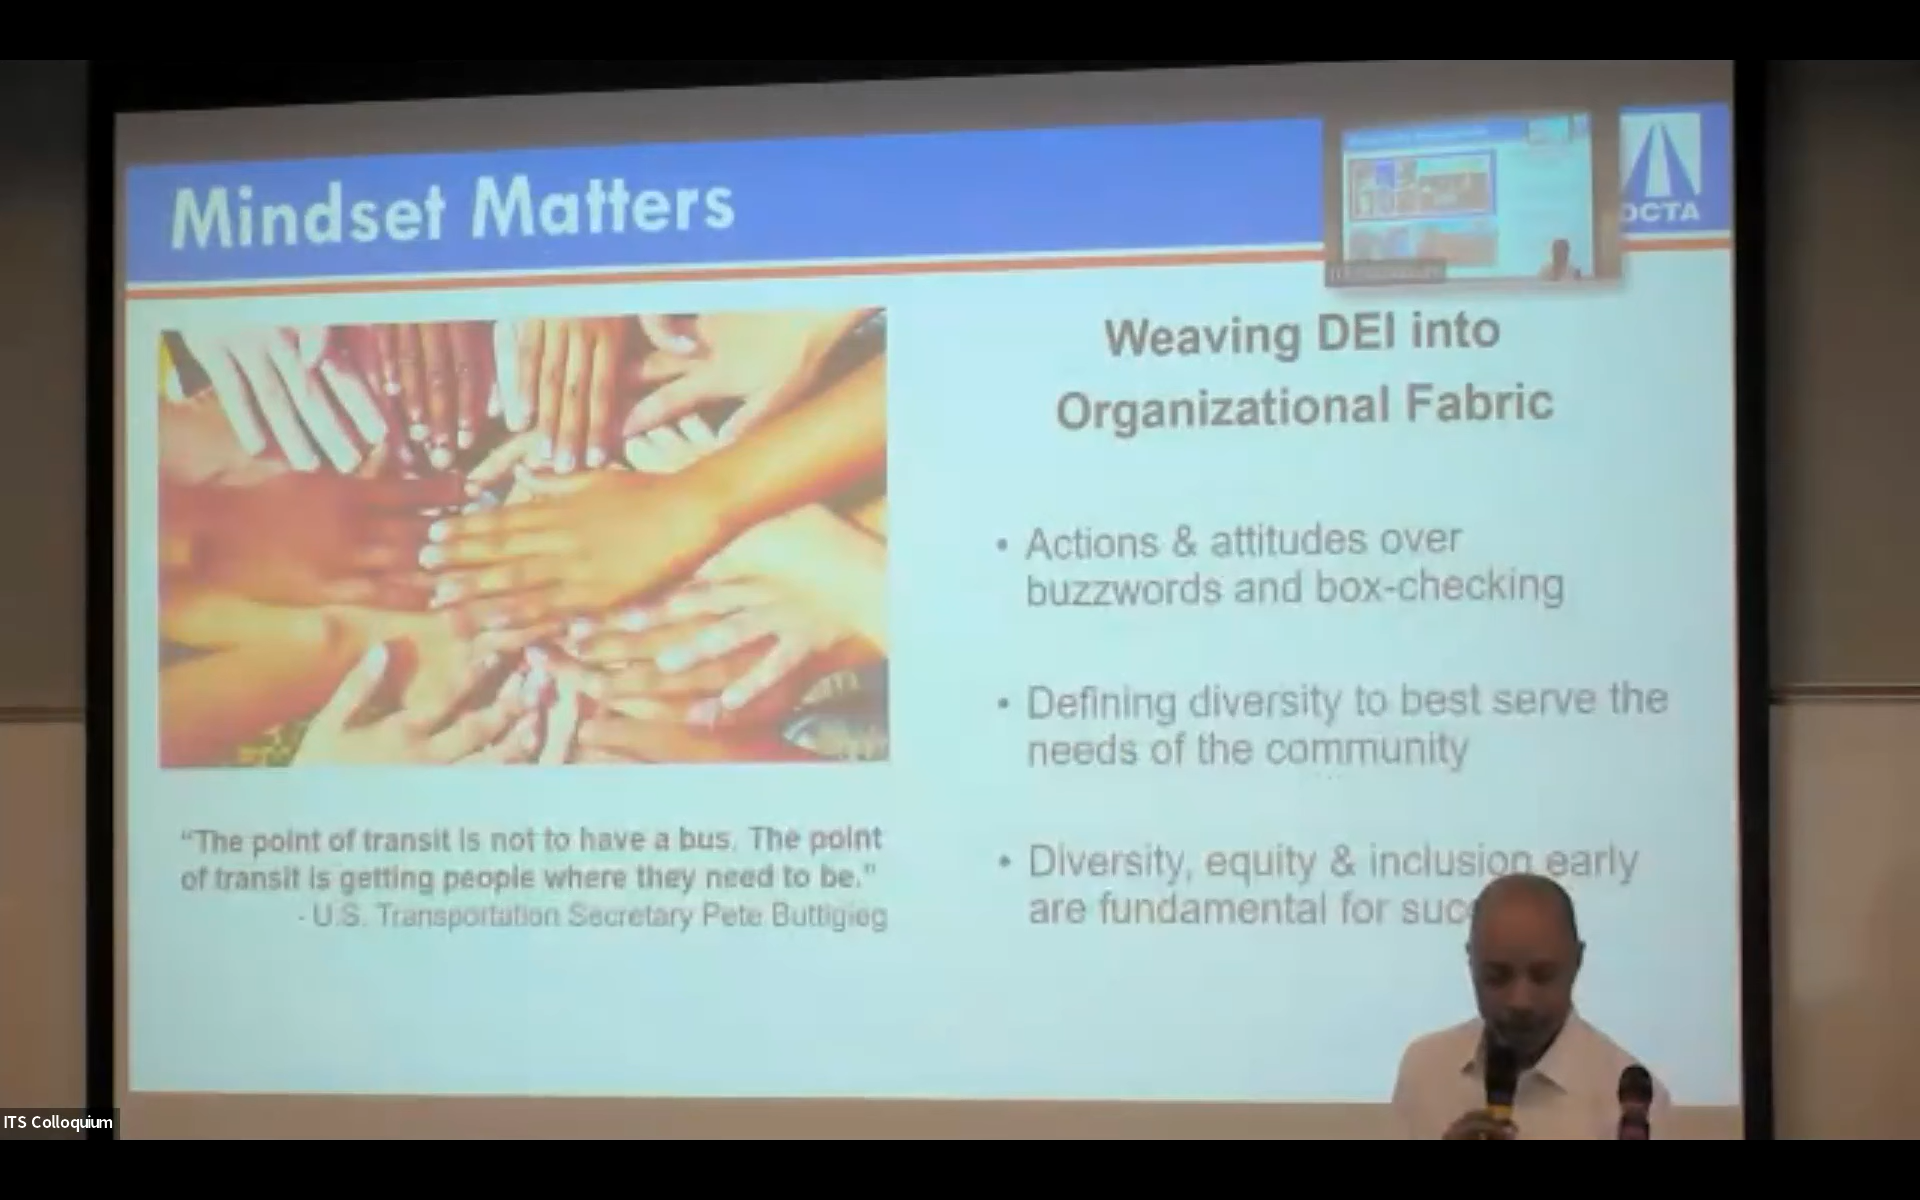 Mindset Matters
OCTA
Weaving DEI into
Organizational Fabric
• Actions & attitudes over
buzzwords and box-checking
• Defining diversity to best serve the
needs of the community
• Diversity, equity & inclusion early
are fundamental for
"The point of transit is not to have a bus. The point
of transit is getting people where they need to be."
- U.S. Transportation Secretary Pete Buttigieg
ITS Colloquium